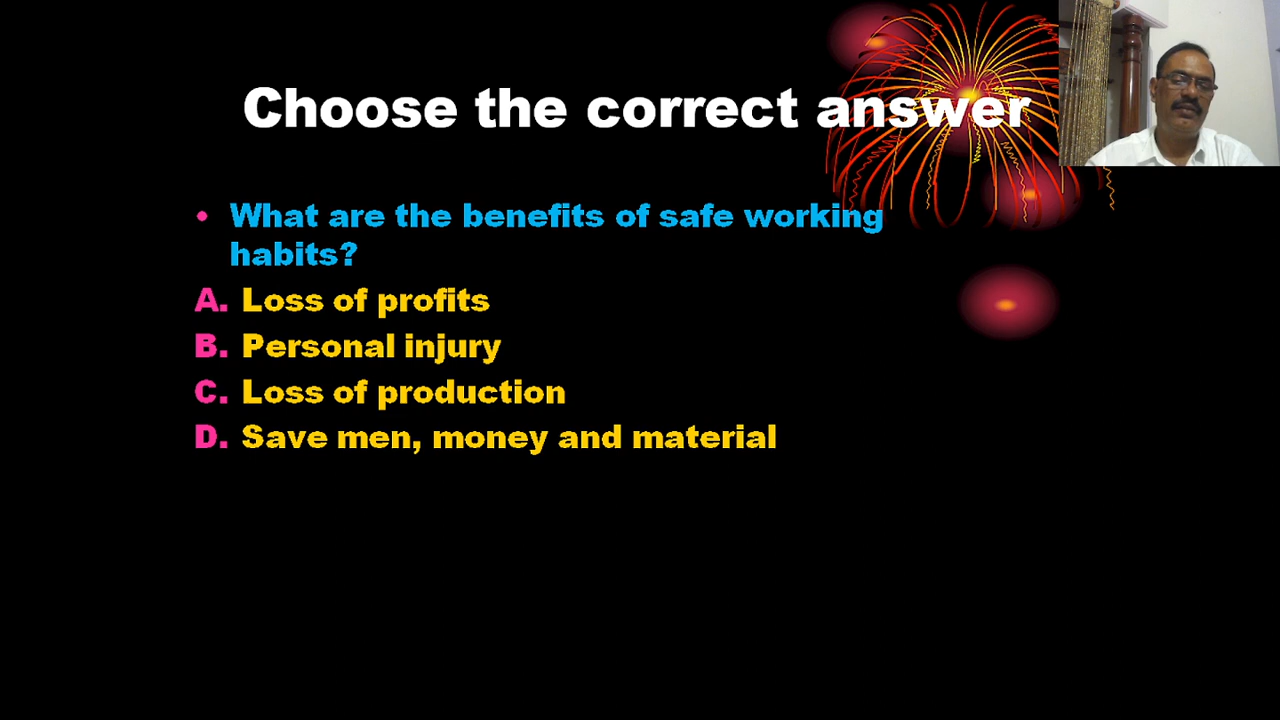 Choose the correct answer
• What are the benefits of safe working
habits?
A. Loss of profits
B. Personal injury
C. Loss of production
D. Save men, money and material